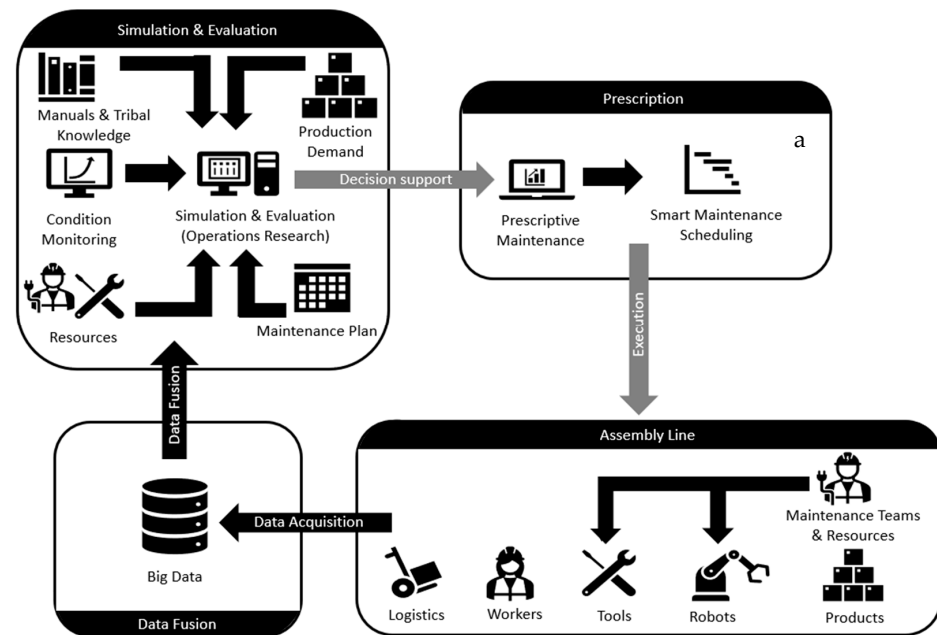 Simulation & Evaluation
Manuals & Tribal
Knowledge
Production
Demand
Condition
Monitoring
Simulation & Evaluation
(Operations Research)
Resources
Maintenance Plan
Decision support
Prescription
a
Prescriptive
Maintenance
Smart Maintenance
Scheduling
Execution
Data Fusion
Big Data
Data Fusion
Data Acquisition
Assembly Line
Maintenance Teams
& Resources
Logistics
Workers
Tools
Robots
Products